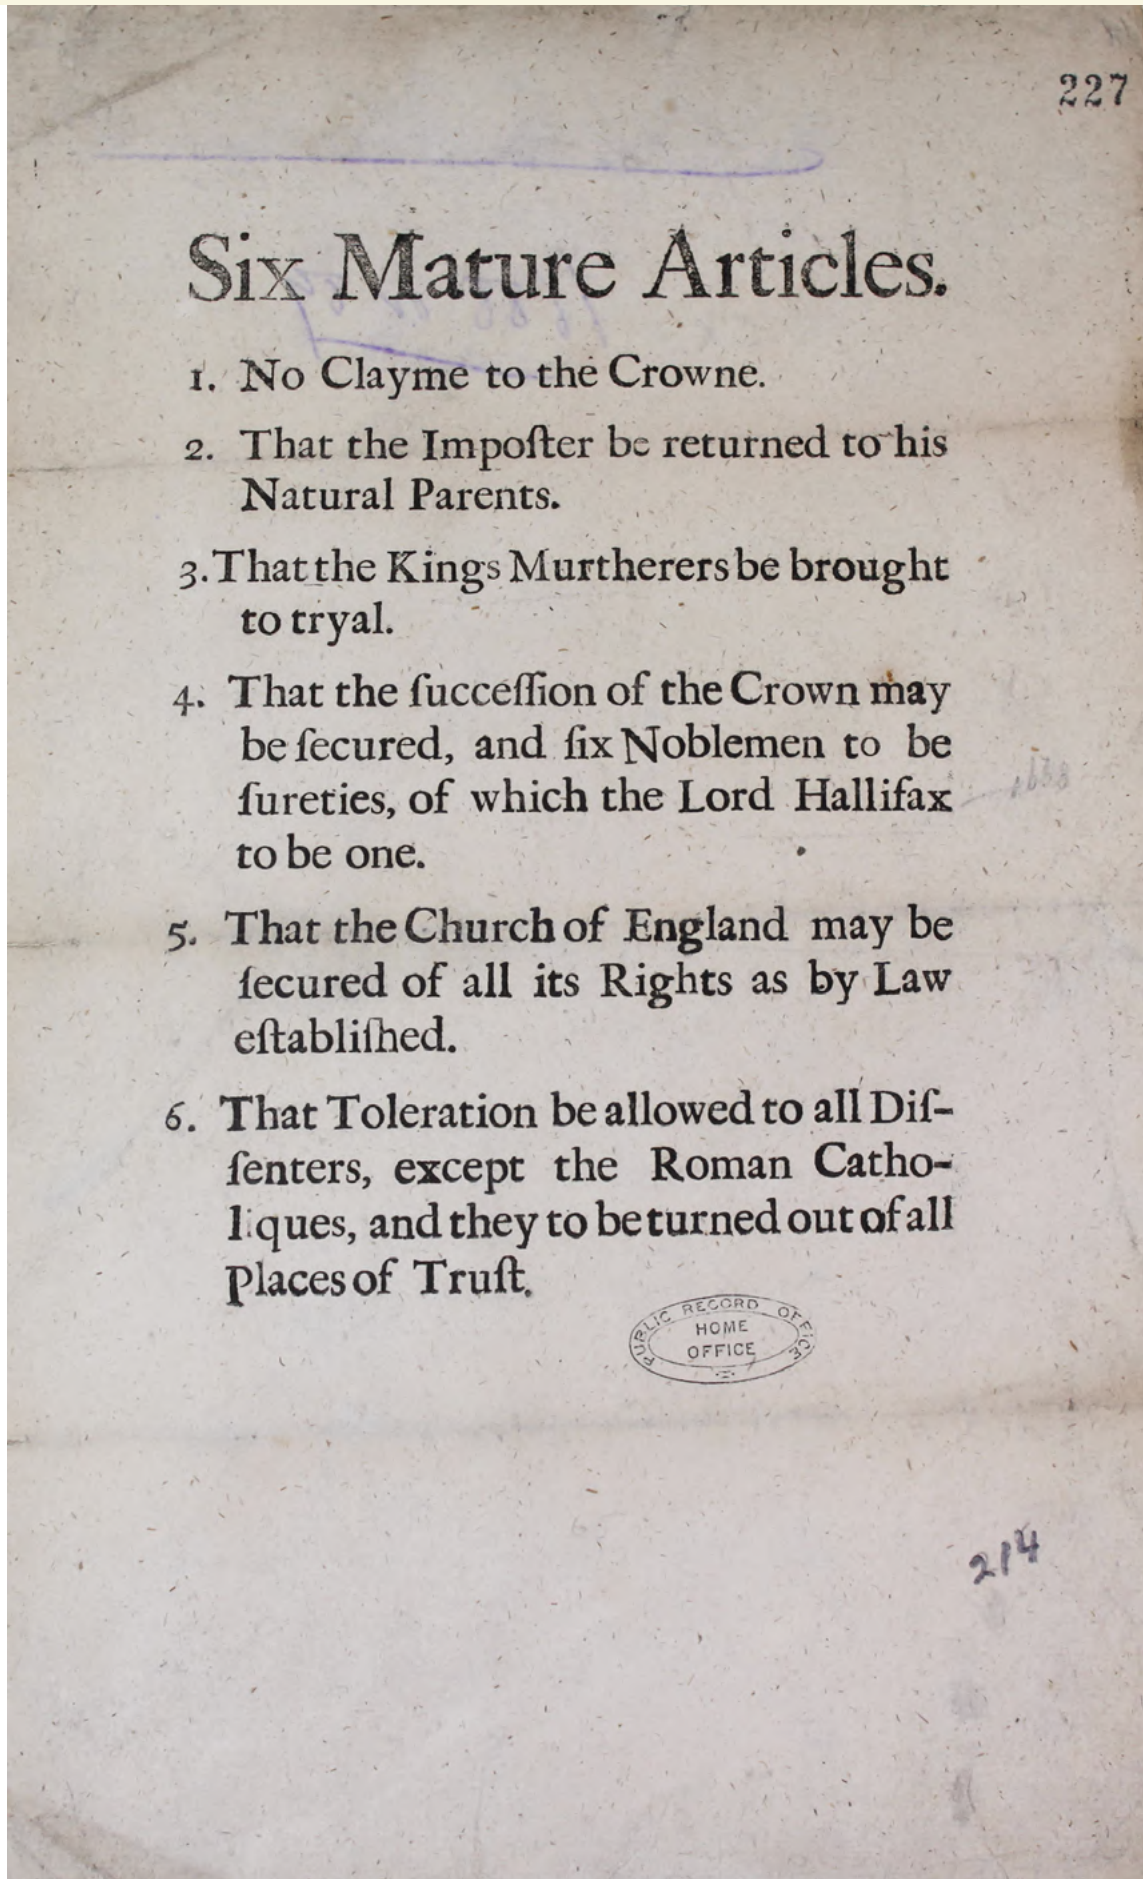 227
Six Mature Articles.
1. No Clayme to the Crowne.
2. That the Impoſter be returned to his
Natural Parents.
3. That the Kings Murtherers be brought
to tryal.
4. That the ſucceſſion of the Crown may
be ſecured, and ſix Noblemen to be
ſureties, of which the Lord Hallifax
to be one.
5. That the Church of England may be
ſecured of all its Rights as by Law
eſtabliſhed.
6. That Toleration be allowed to all Diſ-
ſenters, except the Roman Catho-
liques, and they to be turned out of all
Places of Truſt.
PUBLIC RECORD OFFICE
HOME
OFFICE
214